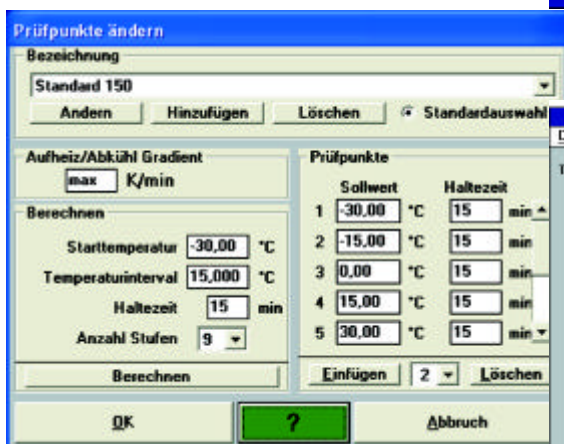 Prüfpunkte ändern
Bezeichnung
Standard 150
Ändern Hinzufügen Löschen Standardauswahl
Aufheiz/Abkühl Gradient
max K/min
Berechnen
Starttemperatur -30,00 °C
Temperaturinterval 15,000 °C
Haltezeit 15 min
Anzahl Stufen 9
Berechnen
Prüfpunkte
Sollwert Haltezeit
1 -30,00 °C 15 min
2 -15,00 °C 15 min
3 0,00 °C 15 min
4 15,00 °C 15 min
5 30,00 °C 15 min
Einfügen 2 Löschen
OK ? Abbruch